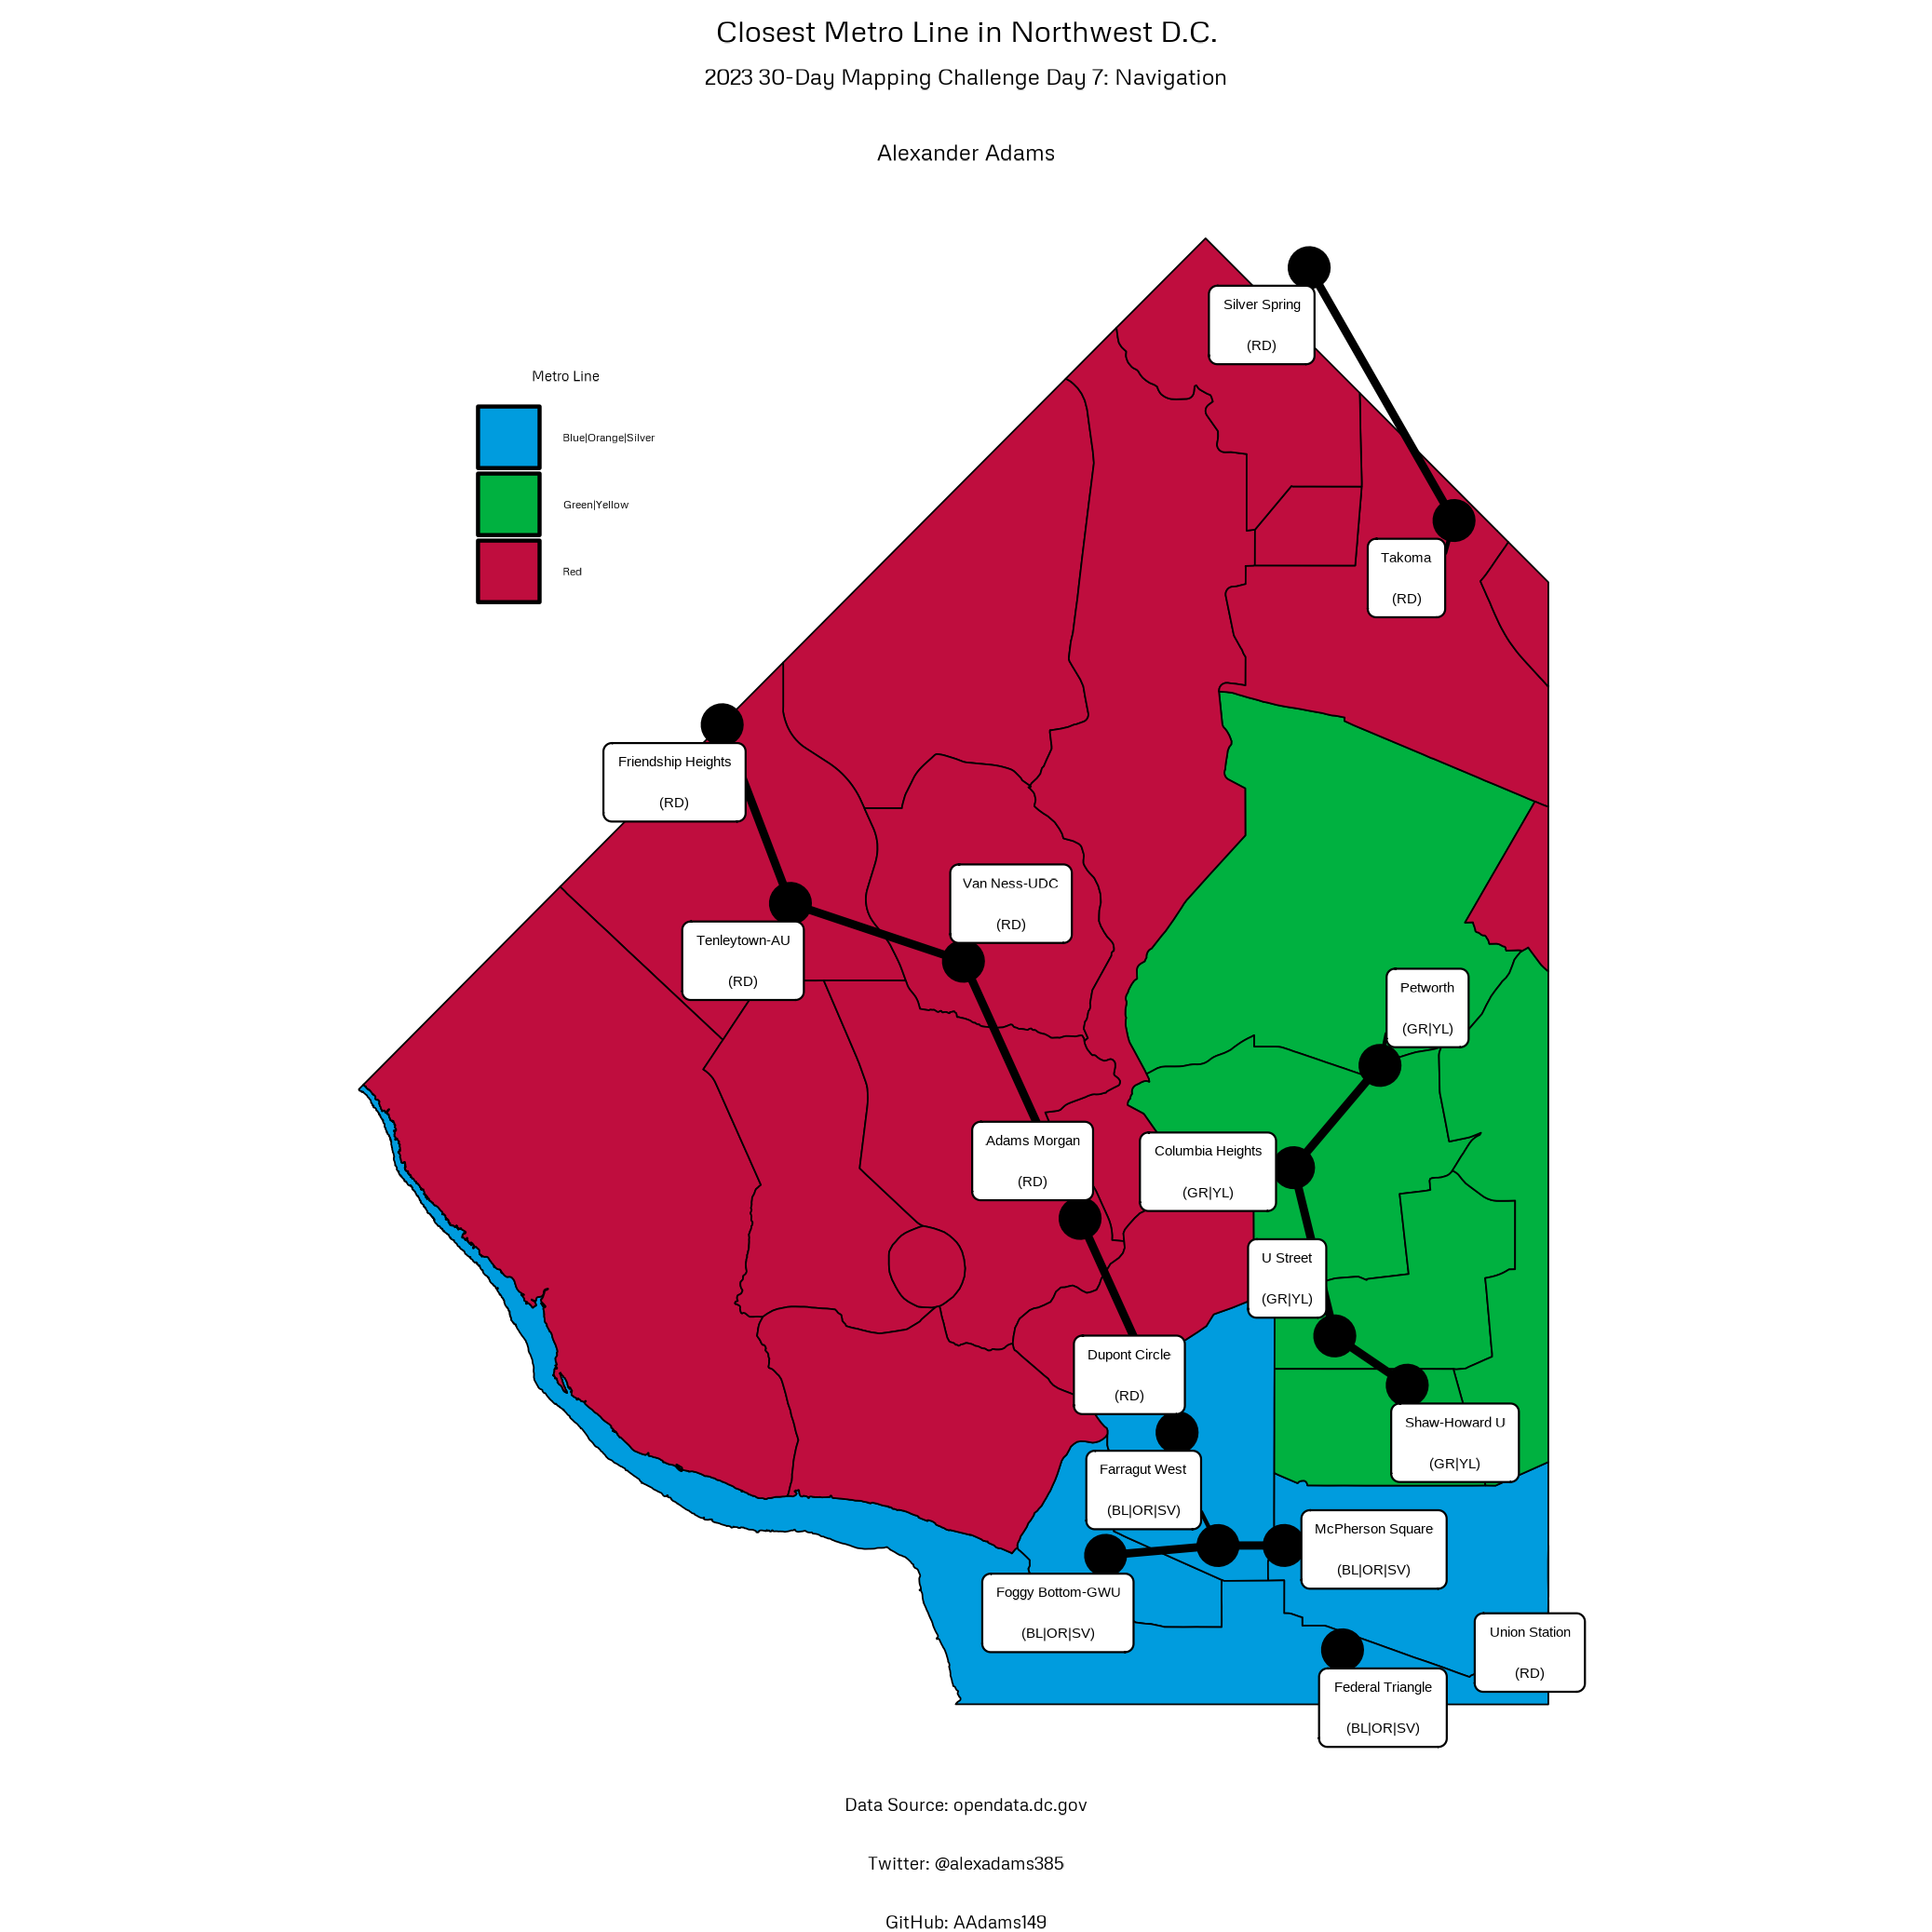 Closest Metro Line in Northwest D.C.
2023 30-Day Mapping Challenge Day 7: Navigation
Alexander Adams
Silver Spring
(RD)
Metro Line
Blue|Orange|Silver
Green|Yellow
Red
Takoma
(RD)
Friendship Heights
(RD)
Van Ness-UDC
(RD)
Tenleytown-AU
(RD)
Petworth
(GR|YL)
Adams Morgan
(RD)
Columbia Heights
(GR|YL)
U Street
(GR|YL)
Dupont Circle
(RD)
Shaw-Howard U
(GR|YL)
Farragut West
(BL|OR|SV)
McPherson Square
(BL|OR|SV)
Foggy Bottom-GWU
(BL|OR|SV)
Union Station
(RD)
Federal Triangle
(BL|OR|SV)
Data Source: opendata.dc.gov
Twitter: @alexadams385
GitHub: AAdams149